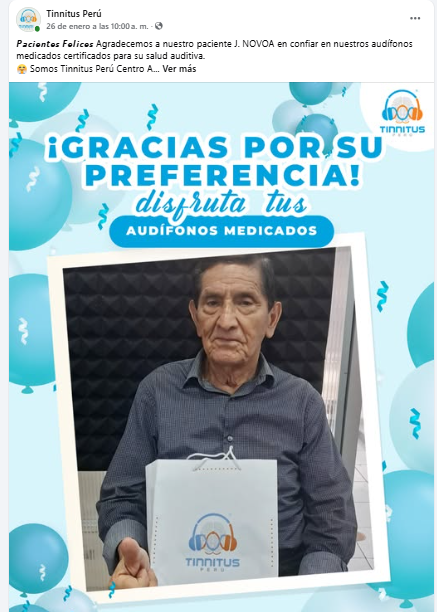 Tinnitus Perú
26 de enero a las 10:00 a. m. ·
Pacientes Felices Agradecemos a nuestro paciente J. NOVOA en confiar en nuestros audífonos
medicados certificados para su salud auditiva.
Somos Tinnitus Perú Centro A... Ver más
TINNITUS
PERÚ
¡GRACIAS POR SU
PREFERENCIA!
disfruta tus
AUDÍFONOS MEDICADOS
TINNITUS
PERÚ